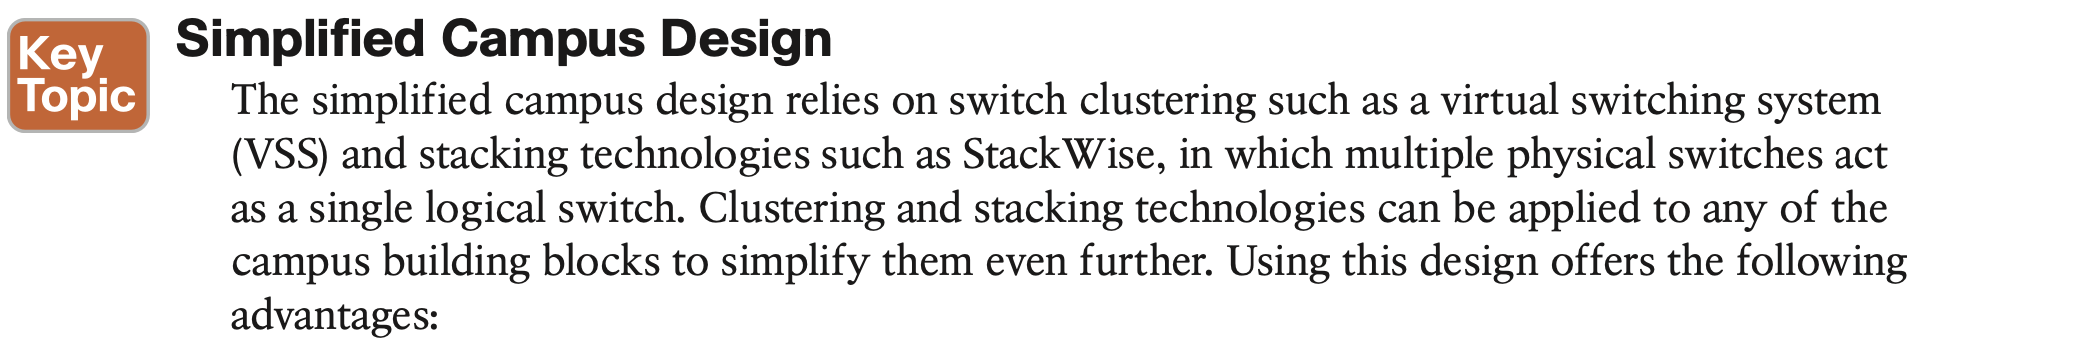 Key
Topic
Simplified Campus Design
The simplified campus design relies on switch clustering such as a virtual switching system
(VSS) and stacking technologies such as StackWise, in which multiple physical switches act
as a single logical switch. Clustering and stacking technologies can be applied to any of the
campus building blocks to simplify them even further. Using this design offers the following
advantages: